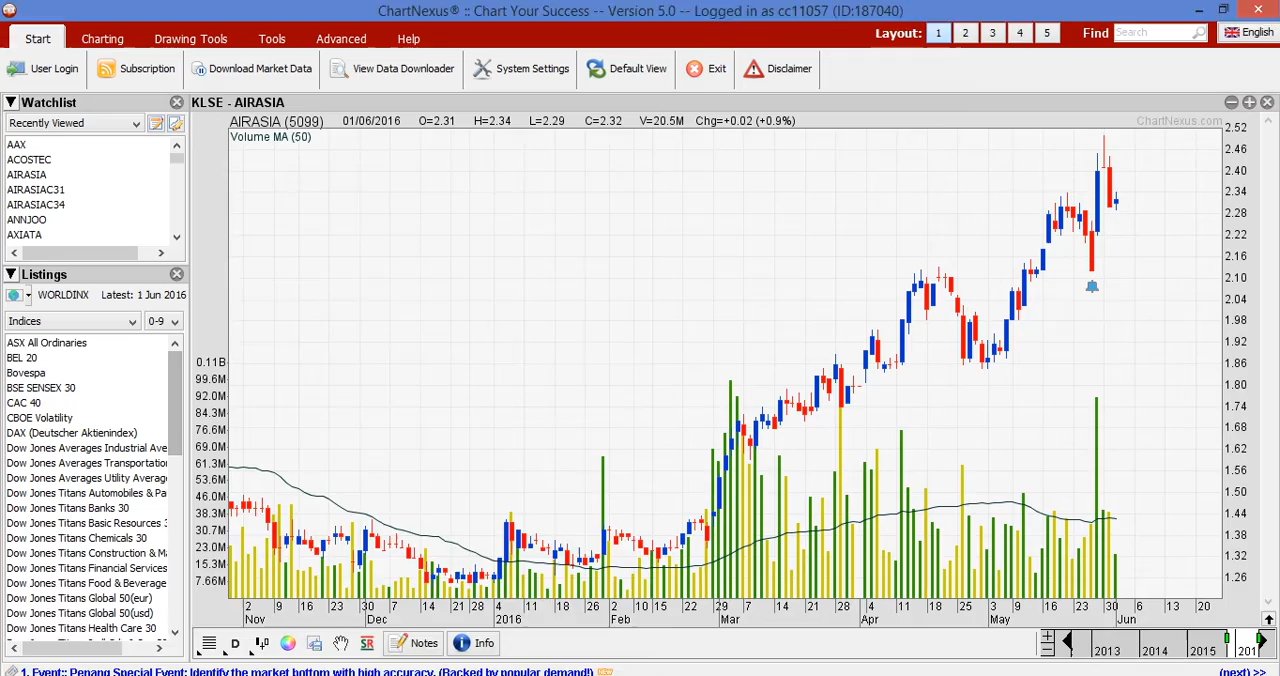 ChartNexus® :: Chart Your Success -- Version 5.0 -- Logged in as cc11057 (ID:187040)
Start Charting Drawing Tools Tools Advanced Help Layout: 1 2 3 4 5 Find Search English
User Login Subscription Download Market Data View Data Downloader System Settings Default View Exit Disclaimer
Watchlist
Recently Viewed
AAX
ACOSTEC
AIRASIA
AIRASIAC31
AIRASIAC34
ANNJOO
AXIATA
Listings
WORLDINX Latest: 1 Jun 2016
Indices 0-9
ASX All Ordinaries
BEL 20
Bovespa
BSE SENSEX 30
CAC 40
CBOE Volatility
DAX (Deutscher Aktienindex)
Dow Jones Averages Industrial Ave
Dow Jones Averages Transportation
Dow Jones Averages Utility Average
Dow Jones Titans Automobiles & Pa
Dow Jones Titans Banks 30
Dow Jones Titans Basic Resources 3
Dow Jones Titans Chemicals 30
Dow Jones Titans Construction & M
Dow Jones Titans Financial Services
Dow Jones Titans Food & Beverage
Dow Jones Titans Global 50(eur)
Dow Jones Titans Global 50(usd)
Dow Jones Titans Health Care 30
KLSE - AIRASIA
AIRASIA (5099) 01/06/2016 O=2.31 H=2.34 L=2.28 C=2.32 V=20.5M Chg=+0.02 (+0.9%) ChartNexus.com
Volume MA (50)
2.52
2.46
2.40
2.34
2.28
2.22
2.16
2.10
2.04
1.98
1.92
1.86
1.80
1.74
1.68
1.62
1.56
1.50
1.44
1.38
1.32
1.26
0.11B
99.6M
92.0M
84.3M
76.6M
69.0M
61.3M
53.6M
46.0M
38.3M
30.7M
23.0M
15.3M
7.66M
2 9 16 23 30 7 14 21 28 4 11 18 26 2 10 15 22 29 7 14 21 28 4 11 18 25 3 9 16 23 30 6 13 20
Nov Dec 2016 Feb Mar Apr May Jun
D SR Notes Info 2013 2014 2015 201
1. Event:: Penang Special Event: Identify the market bottom with high accuracy. (Backed by popular demand!) (next) >>